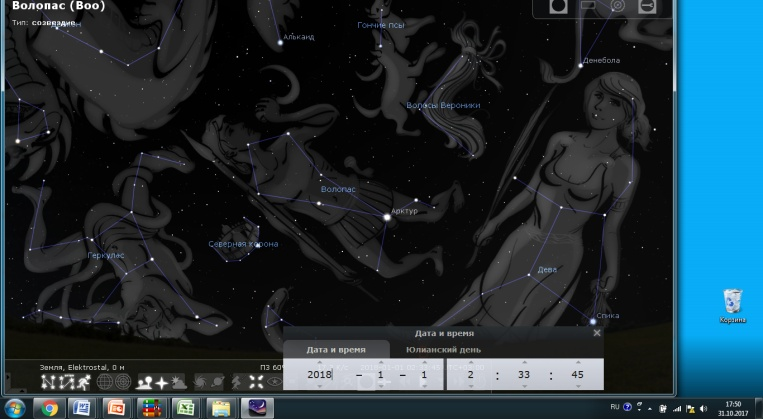 Волопас (Boo)
Тип: созвездие
Алькаид
Гончие псы
Денебола
Волосы Вероники
Волопас
Арктур
Северная корона
Геркулес
Дева
Спика
Корзина
Дата и время
Дата и время Юлианский день
Земля, Elektrostal, 0 м
ПЗ 60°
2018 - 1 1 2 : 33 : 45
RU
17:50
31.10.2017